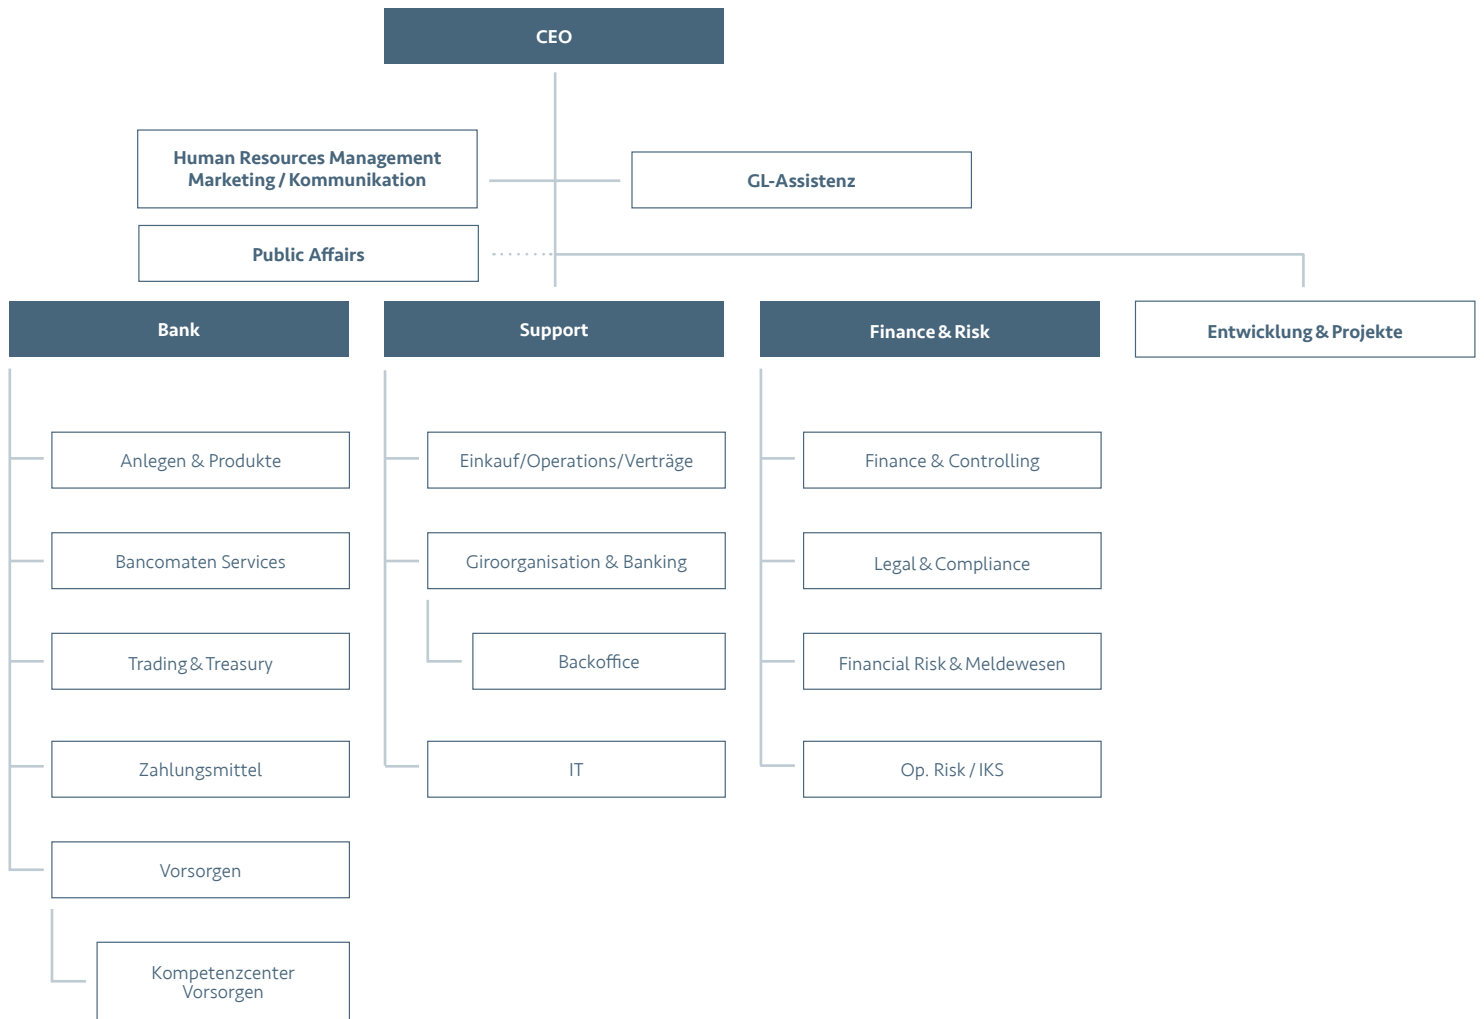 CEO
Human Resources Management
Marketing / Kommunikation
GL-Assistenz
Public Affairs
Bank
Support
Finance & Risk
Entwicklung & Projekte
Anlegen & Produkte
Einkauf/Operations/Verträge
Finance & Controlling
Bancomaten Services
Giroorganisation & Banking
Legal & Compliance
Trading & Treasury
Backoffice
Financial Risk & Meldewesen
Zahlungsmittel
IT
Op. Risk / IKS
Vorsorgen
Kompetenzcenter
Vorsorgen